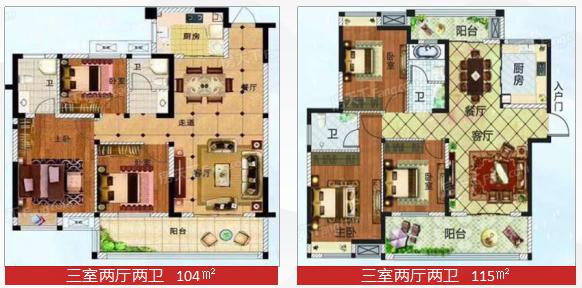 厨房
卧室
卫
卫
餐厅
走道
主卧
卧室
客厅
阳台
三室两厅两卫 104㎡
阳台
卧室
卫
厨房
餐厅
入户门
卫
客厅
卧室
主卧
阳台
三室两厅两卫 115㎡